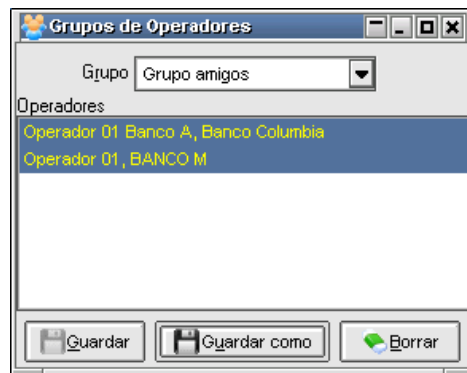 Grupos de Operadores
Grupo Grupo amigos
Operadores
Operador 01 Banco A, Banco Columbia
Operador 01, BANCO M
Guardar Guardar como Borrar